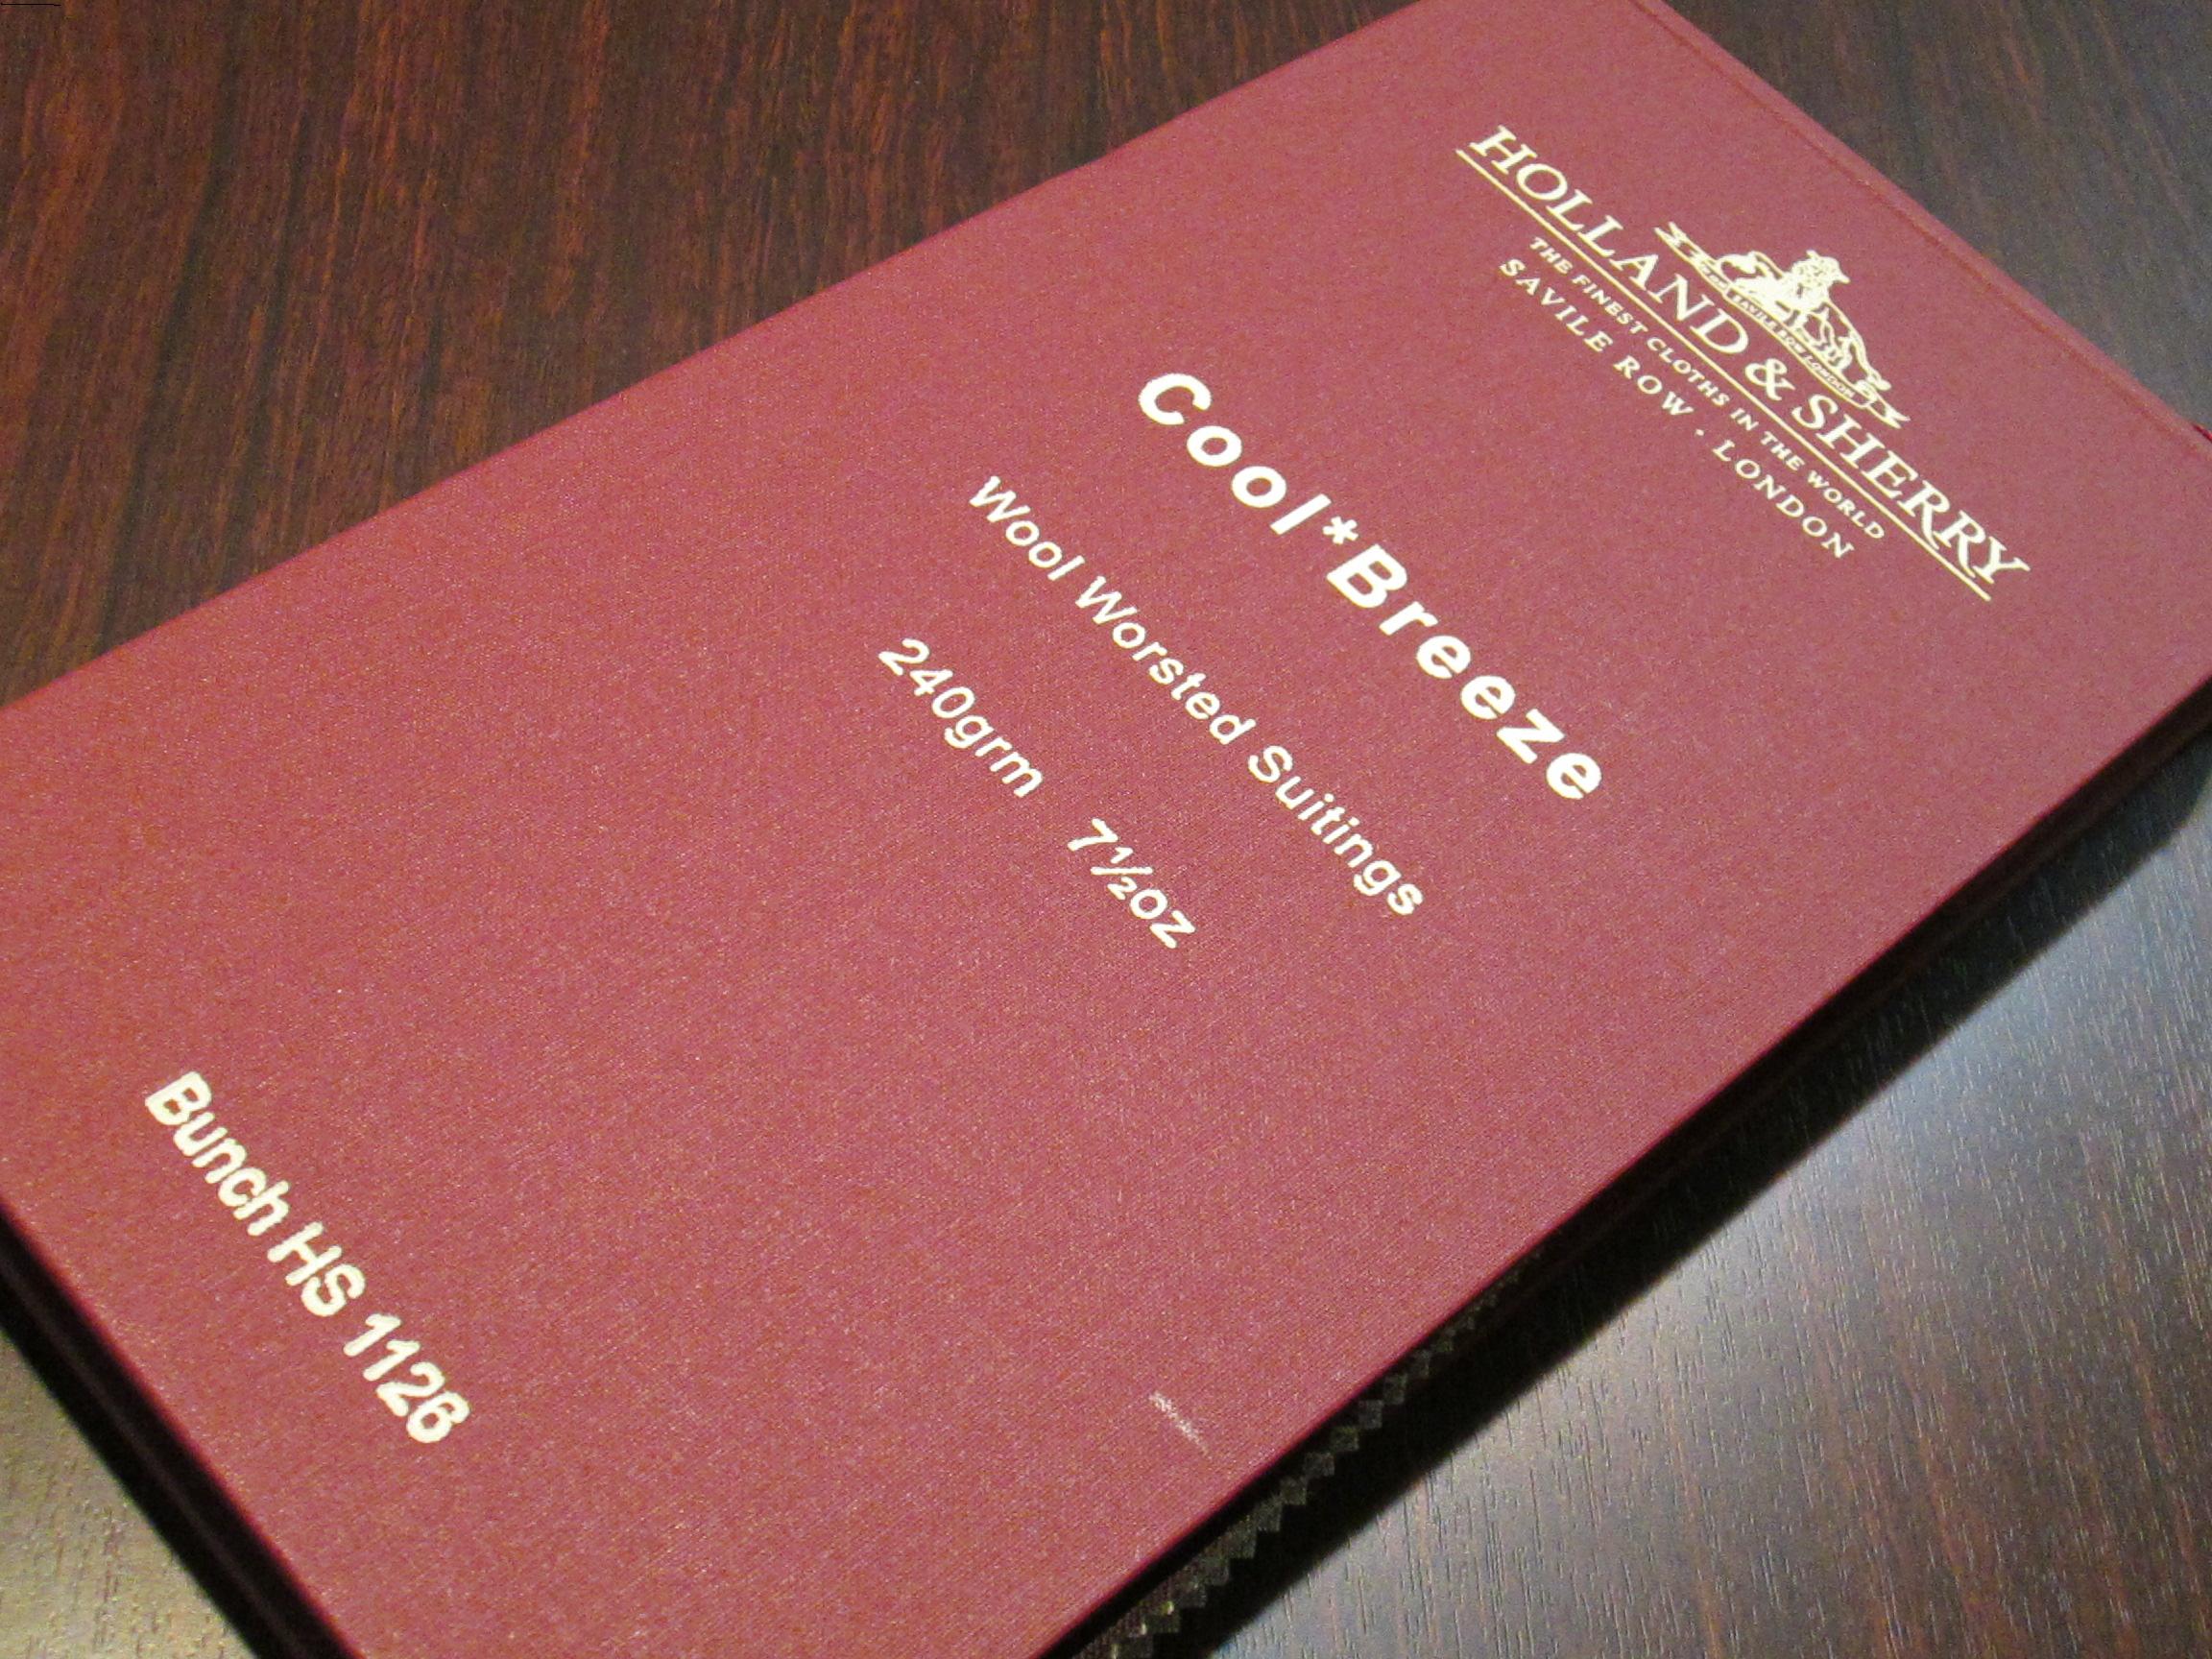 HOLLAND & SHERRY
THE FINEST CLOTHS IN THE WORLD
SAVILE ROW . LONDON
Cool*Breeze
Wool Worsted Suitings
240grm 7½oz
Bunch HS 1126